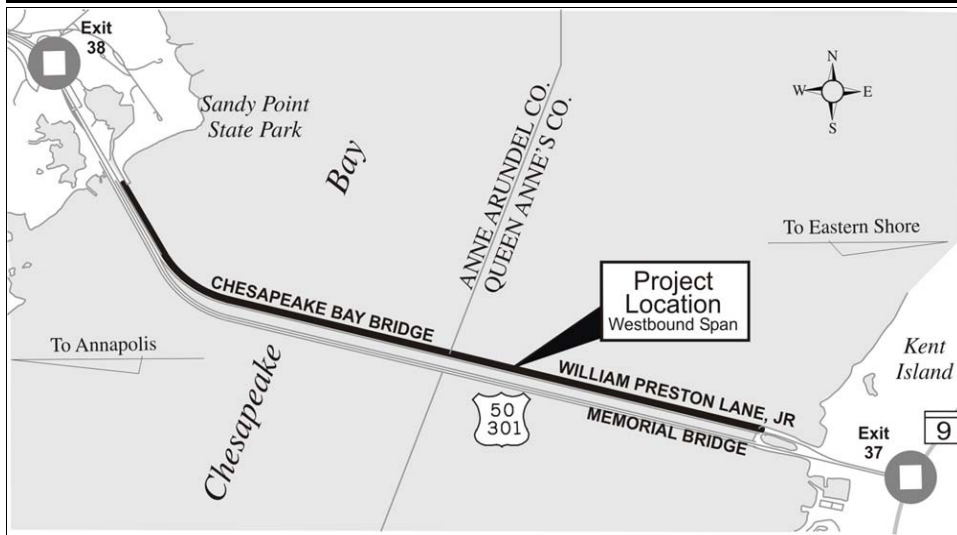 Exit
38
Sandy Point
State Park
Bay
ANNE ARUNDEL CO.
QUEEN ANNE'S CO.
N
W
E
S
To Eastern Shore
Project
Location
Westbound Span
CHESAPEAKE BAY BRIDGE
To Annapolis
WILLIAM PRESTON LANE, JR
MEMORIAL BRIDGE
Kent
Island
Chesapeake
50
301
Exit
37
9